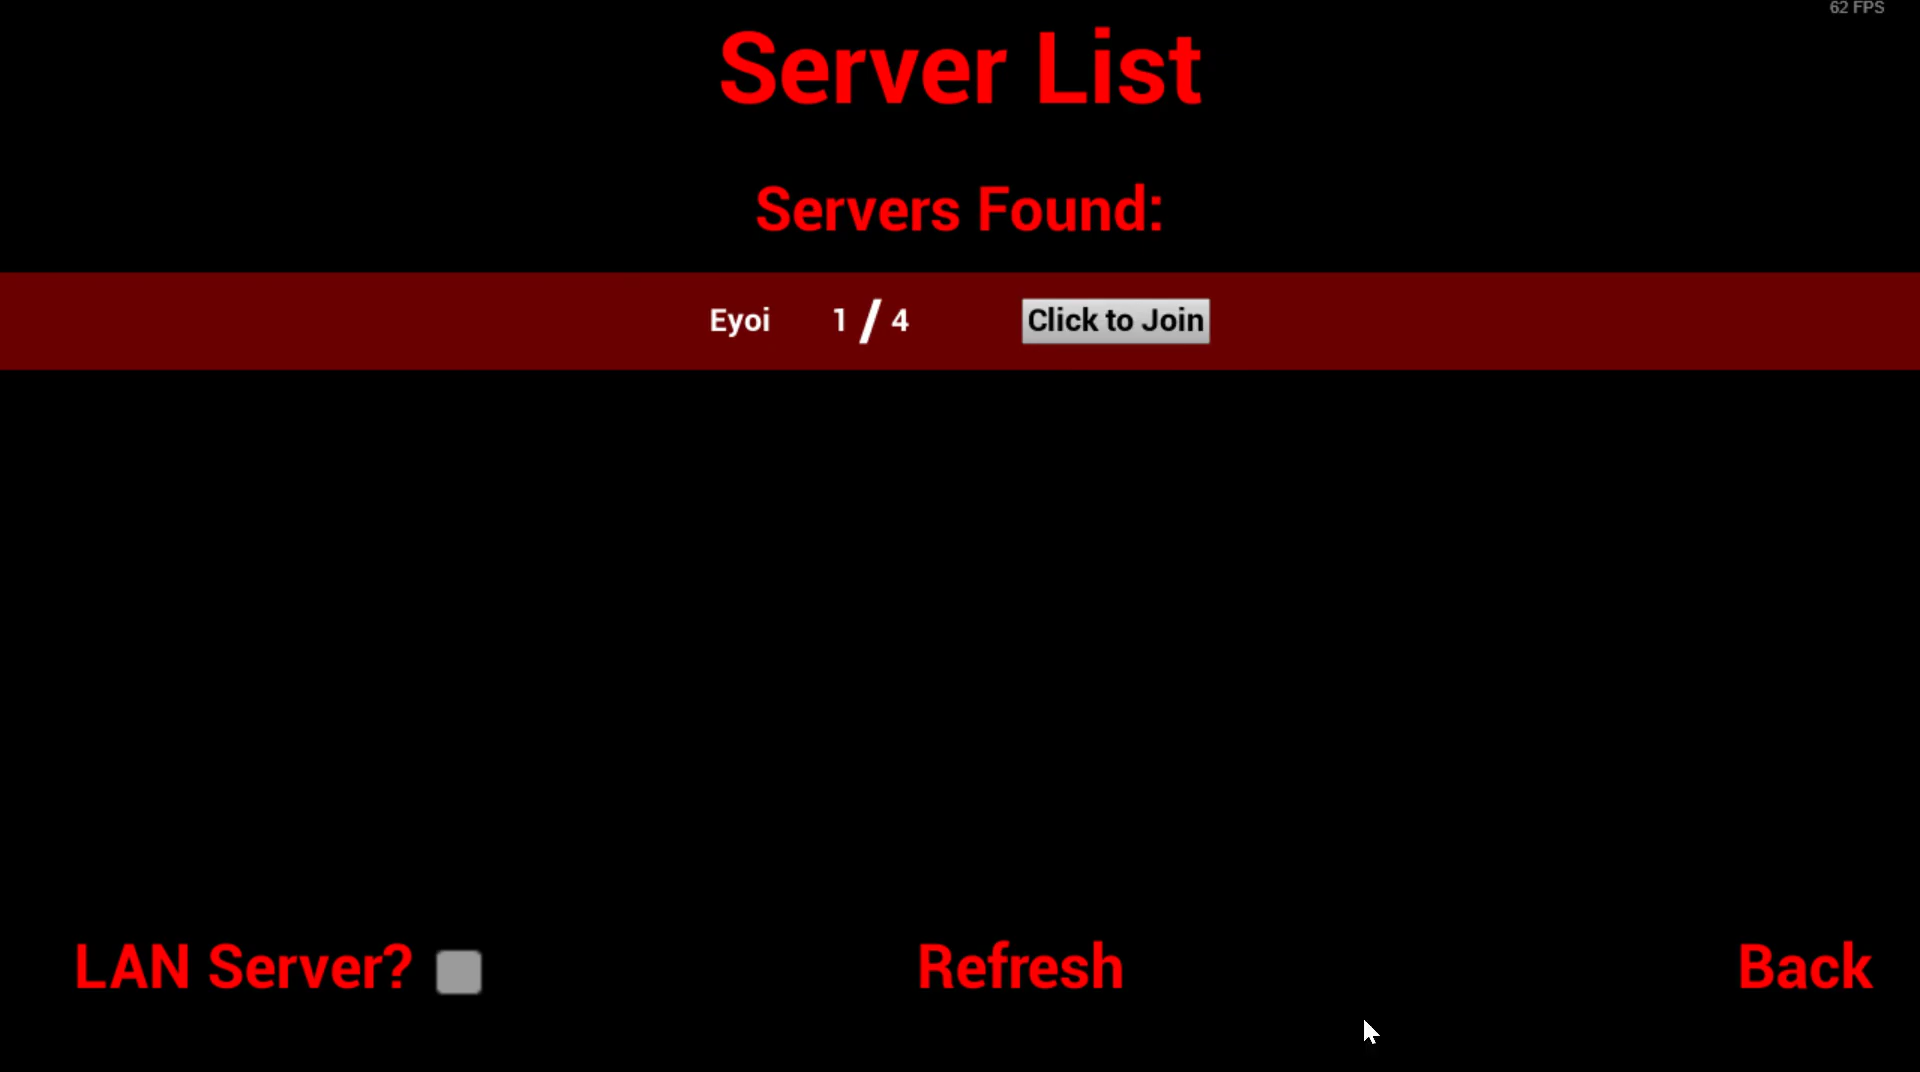 62 FPS
Server List
Servers Found:
Eyoi 1 / 4 Click to Join
LAN Server? Refresh Back